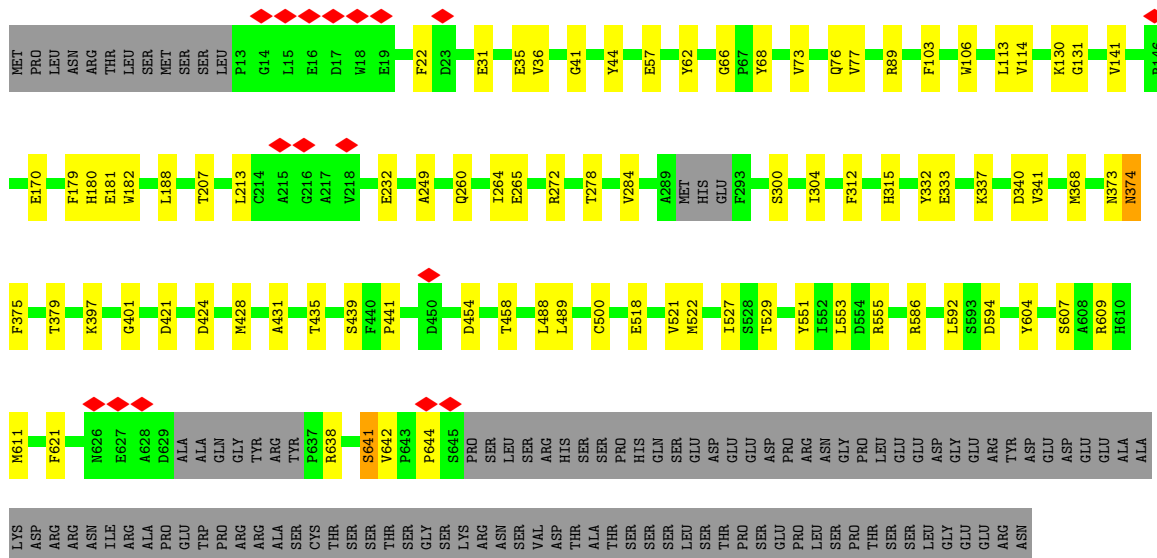 MET PRO LEU ASN ARG THR LEU SER MET SER SER LEU P13 G14 L15 E16 D17 W18 E19 F22 D23 E31 E35 V36 G41 Y44 E57 Y62 G66 P67 Y68 V73 Q76 V77 R89 F103 W106 L113 V114 K130 G131 V141
E170 F179 H180 E181 W182 L188 T207 L213 C214 A215 G216 A217 V218 E232 A249 Q260 I264 E265 R272 T278 V284 A289 MET HIS GLU F293 S300 I304 F312 H315 Y332 E333 K337 D340 V341 M368 N373 N374
F375 T379 K397 G401 D421 D424 M428 A431 T435 S439 F440 P441 D450 D454 T458 L488 L489 C500 E518 V521 M522 I527 S528 T529 Y551 I552 L553 D554 R555 R586 L592 S593 D594 Y604 S607 A608 R609 H610
M611 F621 N626 E627 A628 D629 ALA ALA GLN GLY TYR ARG TYR SER P637 R638 S641 V642 P643 P644 S645 PRO SER LEU SER ARG HIS SER SER PRO HIS GLN SER GLU ASP GLU GLU ASP PRO ARG ASN GLY PRO LEU GLU GLU ASP GLY GLU ARG TYR ASP GLU ASP GLU GLU ALA ALA
LYS ASP ARG ARG ASN ILE ARG ALA PRO GLU TRP PRO ARG ARG ALA SER CYS THR SER SER THR SER GLY SER LYS ARG ASN SER VAL ASP THR ALA THR SER SER SER LEU SER THR PRO SER GLU PRO LEU SER PRO THR SER SER LEU GLY GLU GLU ARG ASN